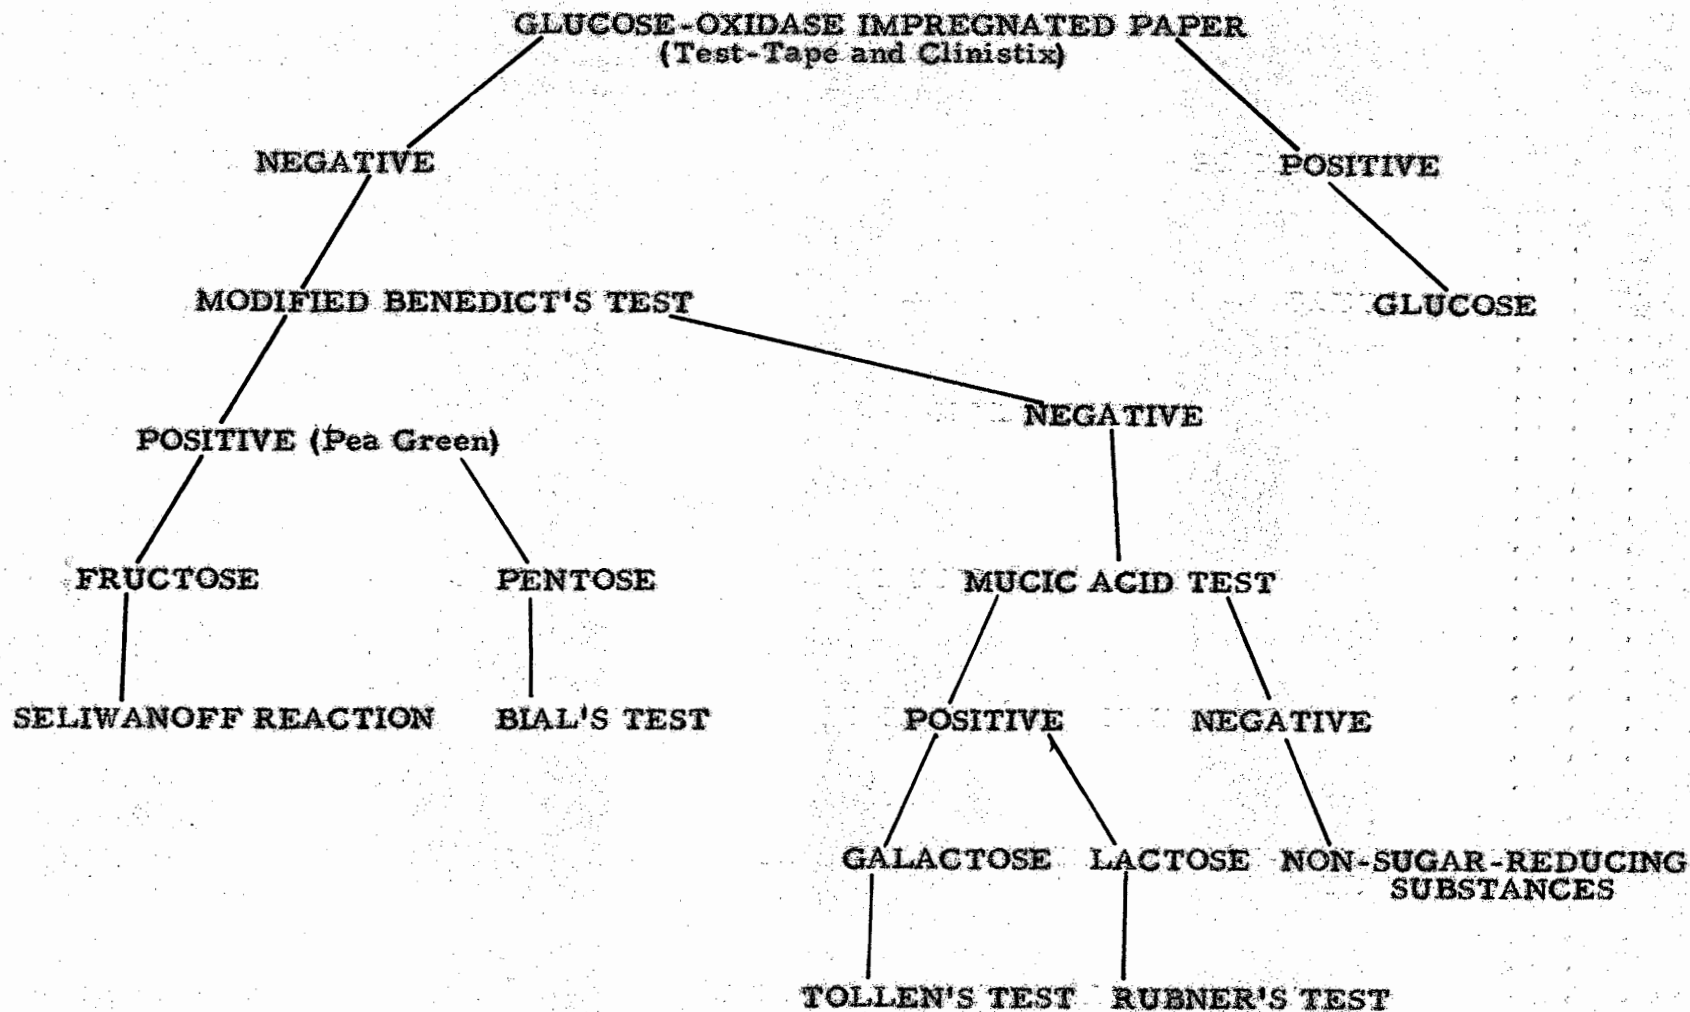 GLUCOSE-OXIDASE IMPREGNATED PAPER
(Test-Tape and Clinistix)
NEGATIVE
POSITIVE
MODIFIED BENEDICT'S TEST
GLUCOSE
NEGATIVE
POSITIVE (Pea Green)
FRUCTOSE
PENTOSE
MUCIC ACID TEST
SELIWANOFF REACTION
BIAL'S TEST
POSITIVE
NEGATIVE
GALACTOSE
LACTOSE
NON-SUGAR-REDUCING
SUBSTANCES
TOLLEN'S TEST
RUBNER'S TEST